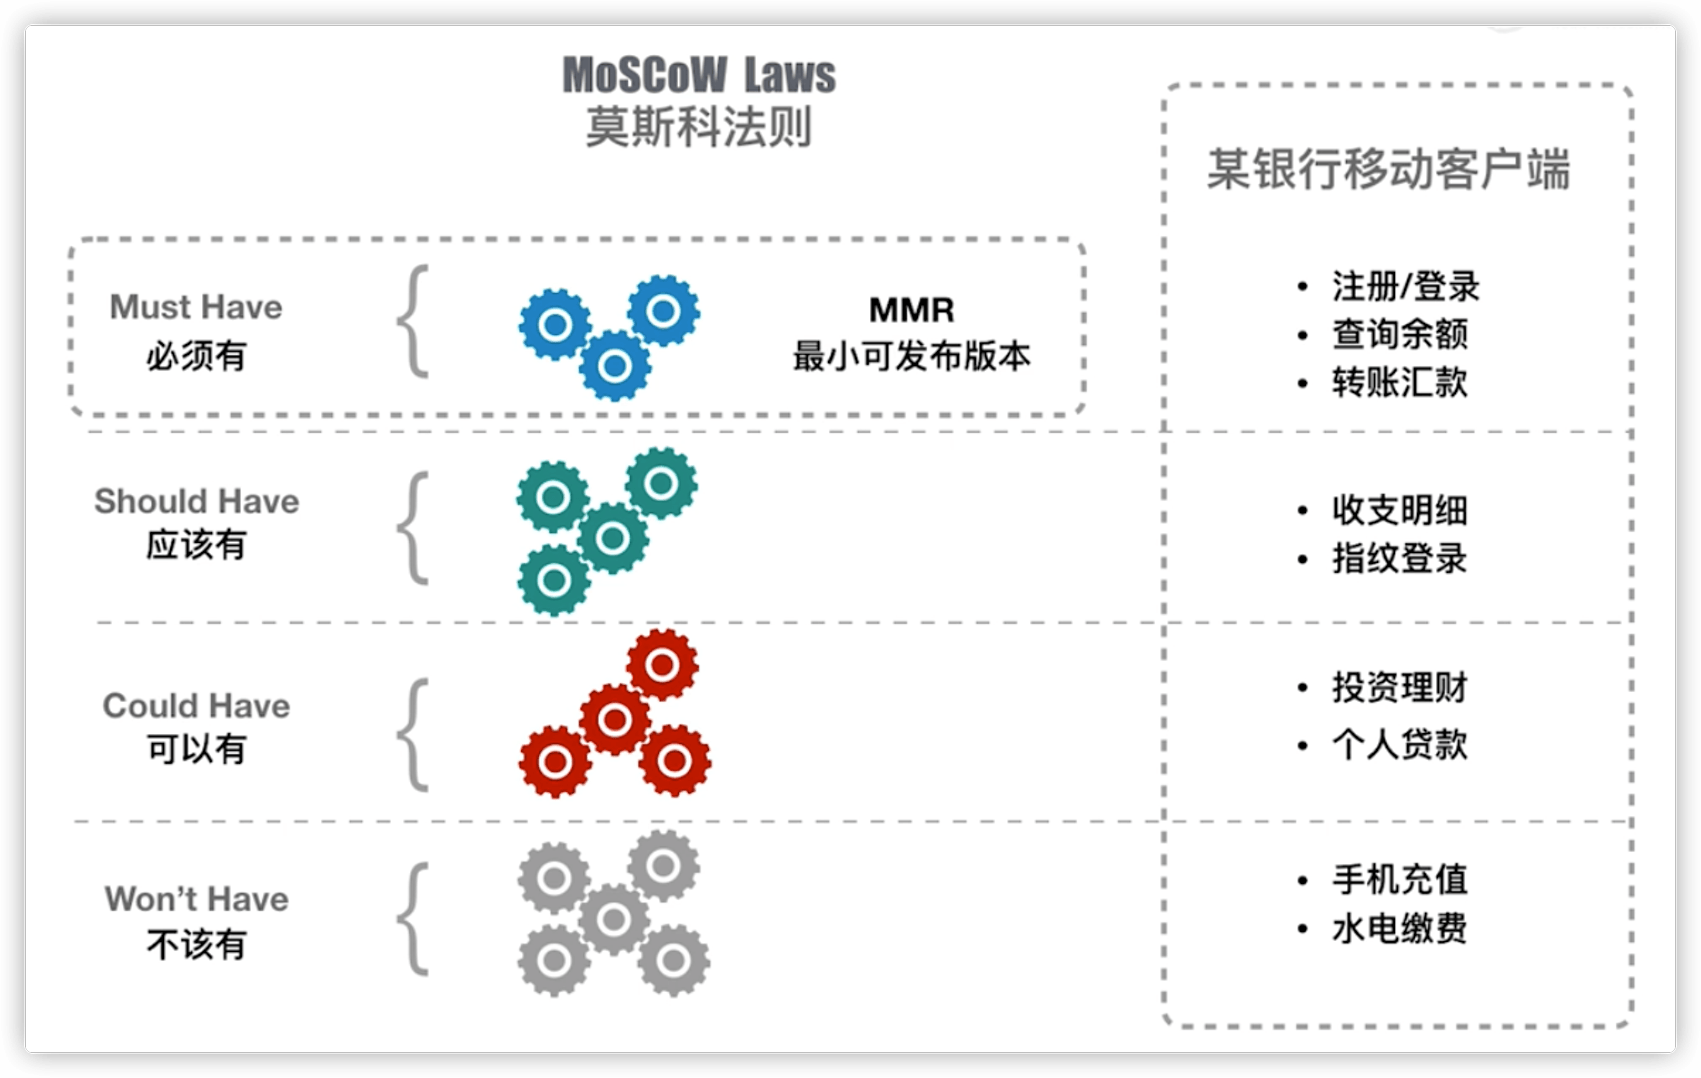 MoSCoW Laws
莫斯科法则
某银行移动客户端
Must Have
必须有
MMR
最小可发布版本
• 注册/登录
• 查询余额
• 转账汇款
Should Have
应该有
• 收支明细
• 指纹登录
Could Have
可以有
• 投资理财
• 个人贷款
Won't Have
不该有
• 手机充值
• 水电缴费